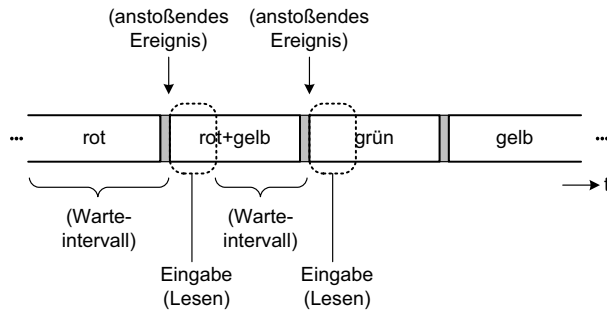 (anstoßendes
Ereignis)
(anstoßendes
Ereignis)
... rot rot+gelb grün gelb ...
t
(Warte-
intervall)
(Warte-
intervall)
Eingabe
(Lesen)
Eingabe
(Lesen)